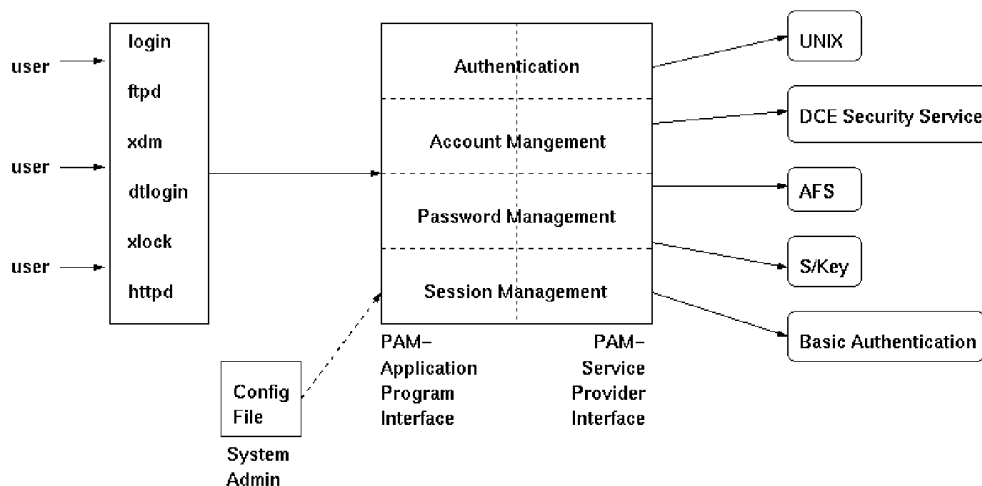 user
user
user
login
ftpd
xdm
dtlogin
xlock
httpd
Config
File
System
Admin
Authentication
Account Mangement
Password Management
Session Management
PAM-
Application
Program
Interface
PAM-
Service
Provider
Interface
UNIX
DCE Security Service
AFS
S/Key
Basic Authentication